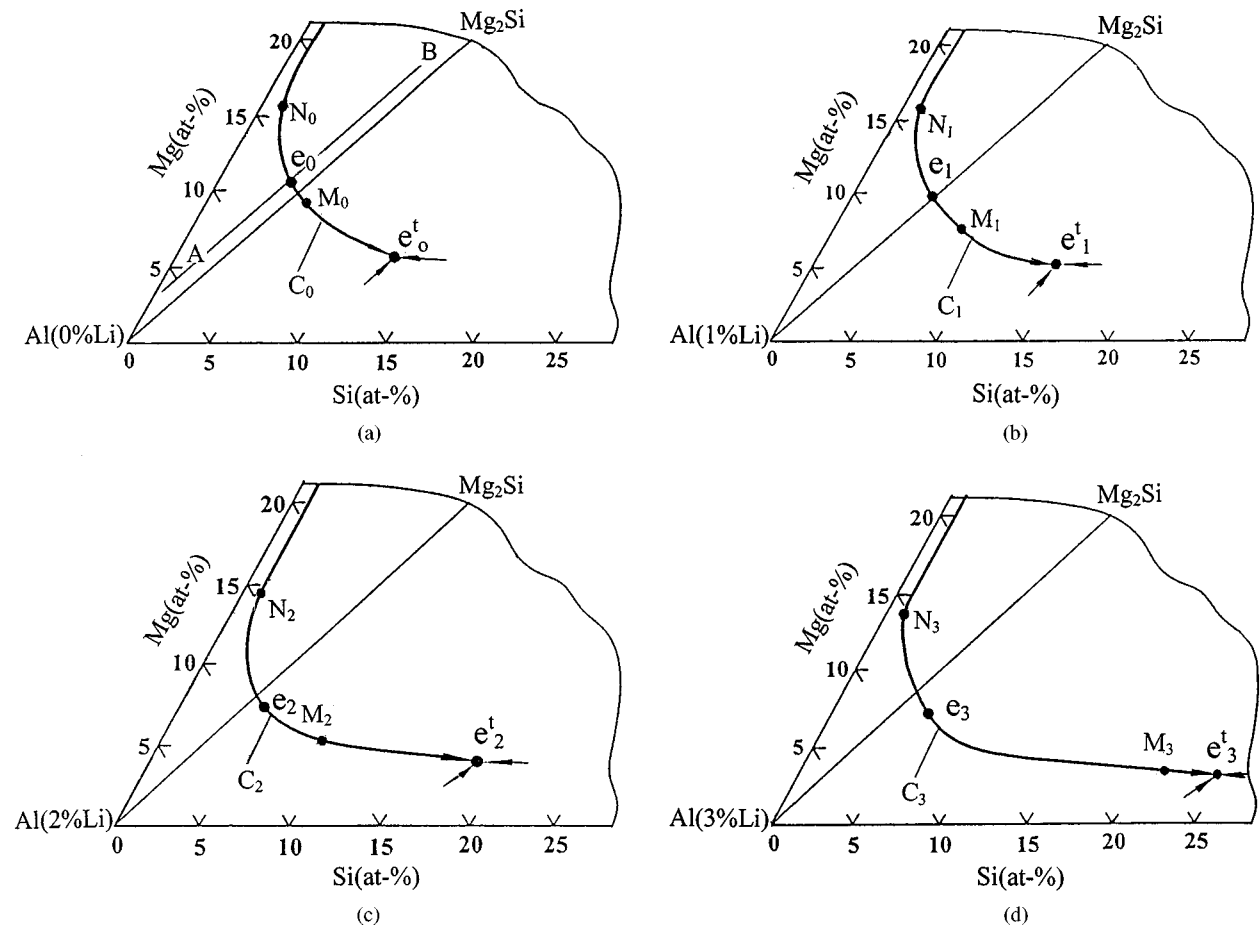 Mg₂Si
20
B
Mg(at-%)
15
N₀
10
e₀
M₀
A
5
eᵗₒ
C₀
Al(0%Li)
0 5 10 15 20 25
Si(at-%)
(a)
Mg₂Si
20
Mg(at-%)
15
N₁
10
e₁
M₁
5
eᵗ₁
C₁
Al(1%Li)
0 5 10 15 20 25
Si(at-%)
(b)
Mg₂Si
20
Mg(at-%)
15
N₂
10
e₂
M₂
5
eᵗ₂
C₂
Al(2%Li)
0 5 10 15 20 25
Si(at-%)
(c)
Mg₂Si
20
Mg(at-%)
15
N₃
10
e₃
5
M₃
eᵗ₃
C₃
Al(3%Li)
0 5 10 15 20 25
Si(at-%)
(d)